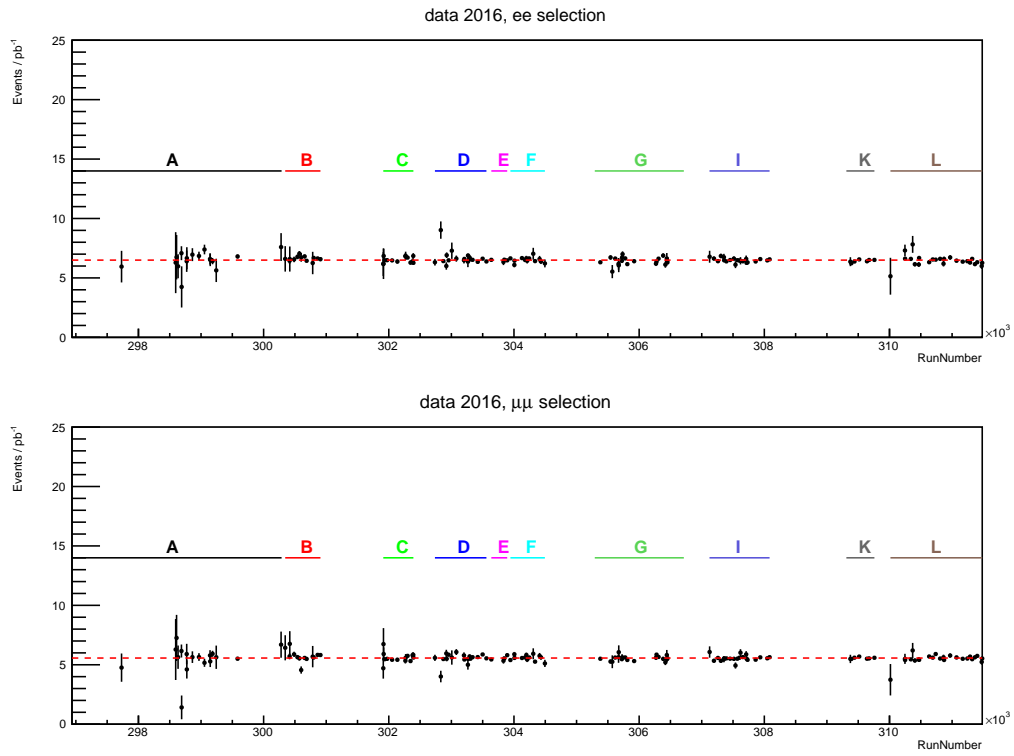 data 2016, ee selection
Events / pb⁻¹
25
20
15
10
5
0
A B C D E F G I K L
298 300 302 304 306 308 310
×10³
RunNumber
data 2016, μμ selection
Events / pb⁻¹
25
20
15
10
5
0
A B C D E F G I K L
298 300 302 304 306 308 310
×10³
RunNumber